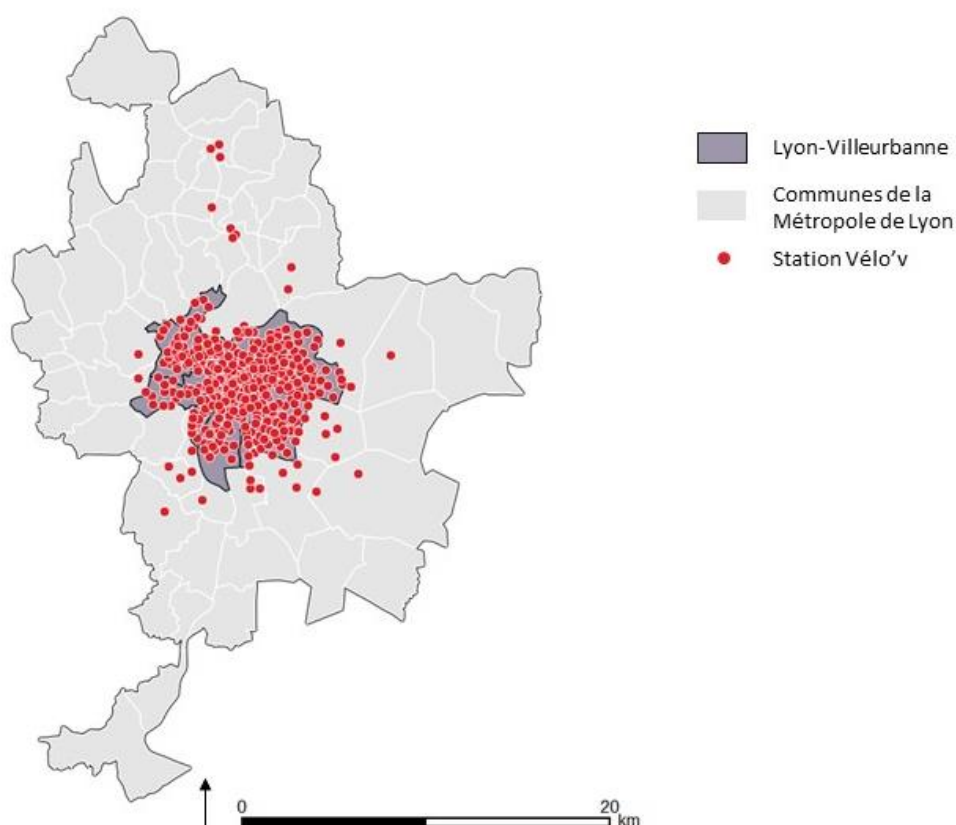 Lyon-Villeurbanne
Communes de la
Métropole de Lyon
Station Vélo’v
0 20
km